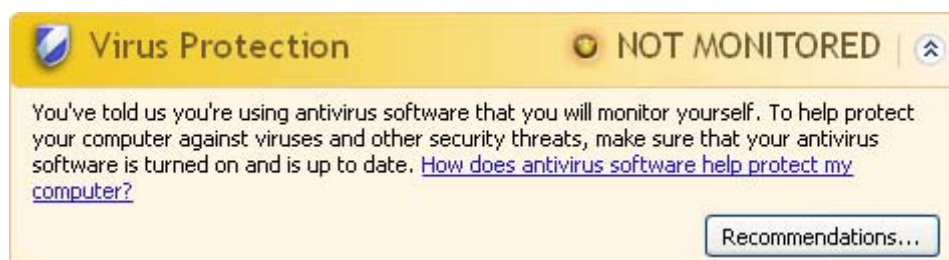 Virus Protection NOT MONITORED
You've told us you're using antivirus software that you will monitor yourself. To help protect
your computer against viruses and other security threats, make sure that your antivirus
software is turned on and is up to date. How does antivirus software help protect my
computer?
Recommendations...